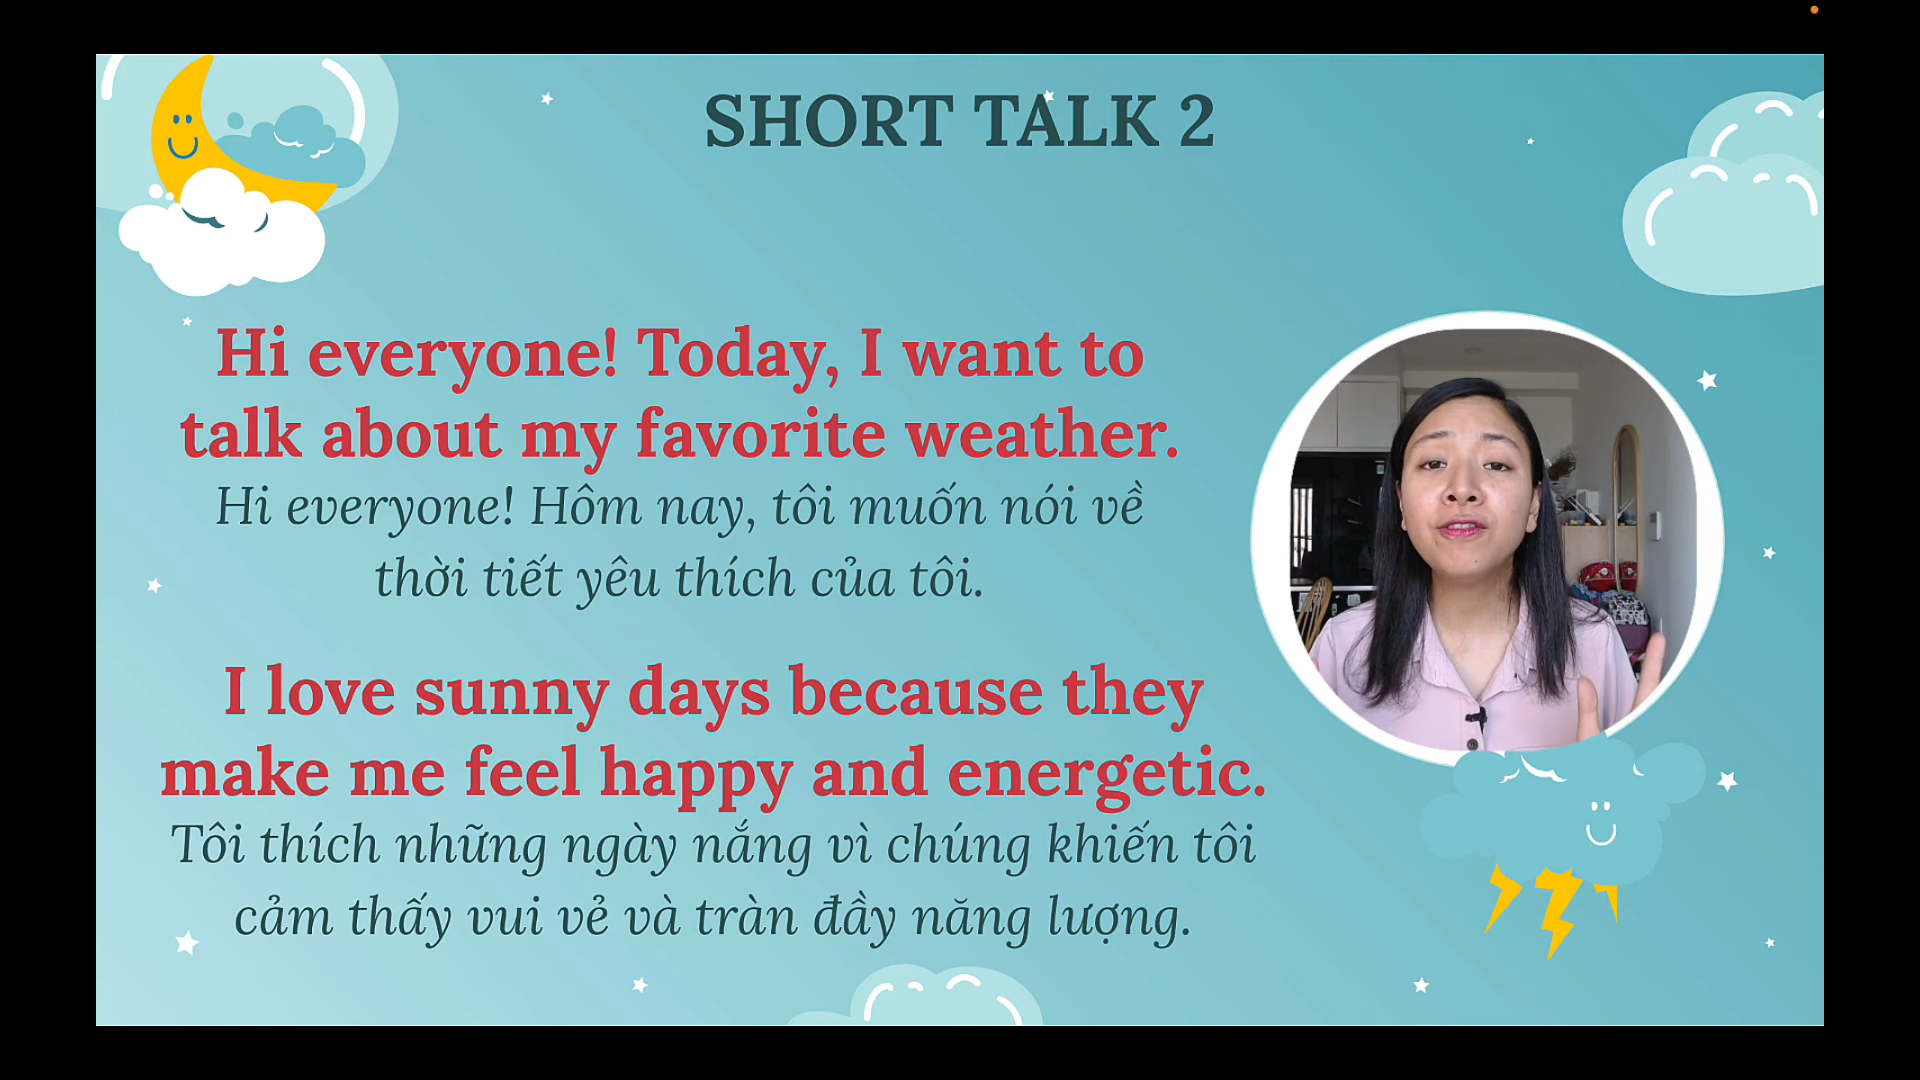 SHORT TALK 2
Hi everyone! Today, I want to
talk about my favorite weather.
Hi everyone! Hôm nay, tôi muốn nói về
thời tiết yêu thích của tôi.
I love sunny days because they
make me feel happy and energetic.
Tôi thích những ngày nắng vì chúng khiến tôi
cảm thấy vui vẻ và tràn đầy năng lượng.